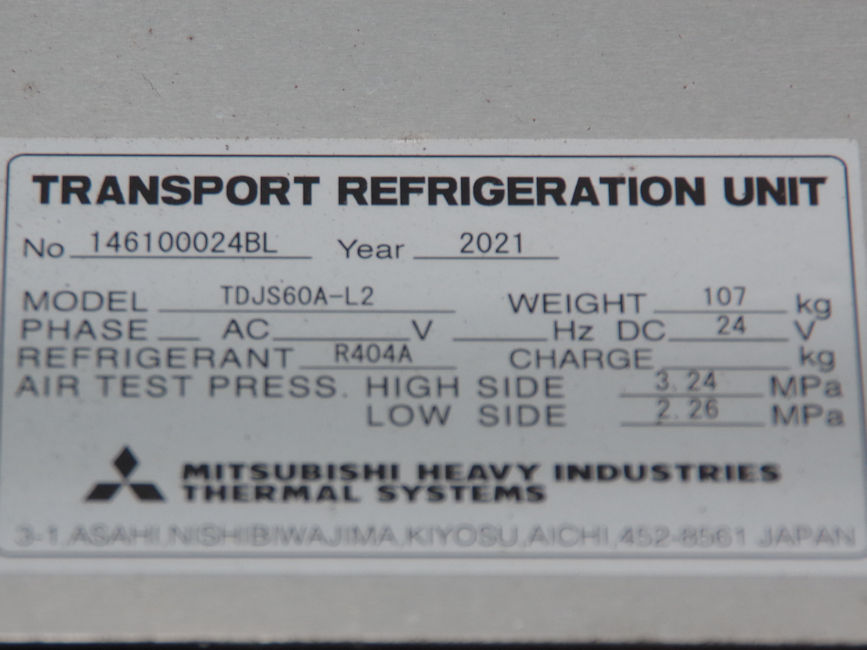 TRANSPORT REFRIGERATION UNIT
No 146100024BL Year 2021
MODEL TDJS60A-L2 WEIGHT 107 kg
PHASE AC V Hz DC 24 V
REFRIGERANT R404A CHARGE kg
AIR TEST PRESS. HIGH SIDE 3.24 MPa
LOW SIDE 2.26 MPa
MITSUBISHI HEAVY INDUSTRIES
THERMAL SYSTEMS
3-1,ASAHI,NISHIBIWAJIMA,KIYOSU,AICHI,452-8561 JAPAN